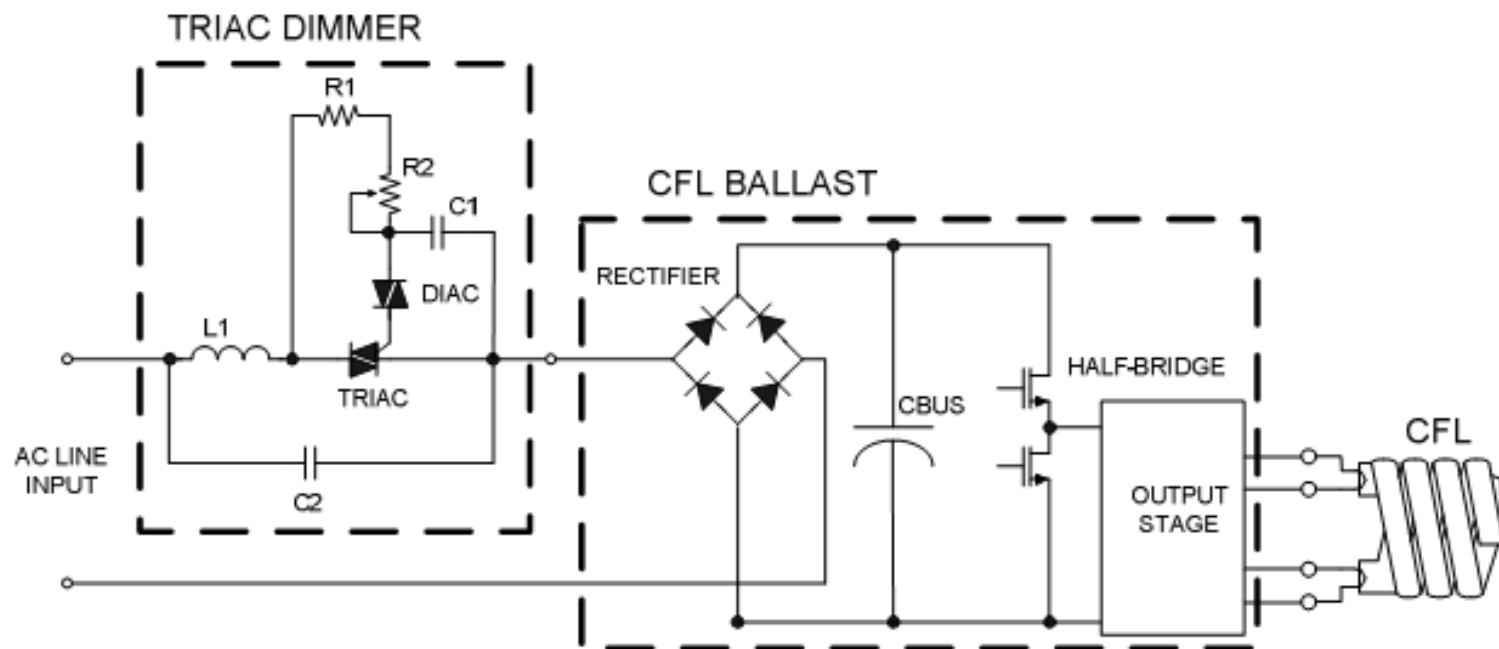 TRIAC DIMMER
R1
R2
C1
DIAC
L1
TRIAC
C2
AC LINE
INPUT
CFL BALLAST
RECTIFIER
CBUS
HALF-BRIDGE
OUTPUT
STAGE
CFL